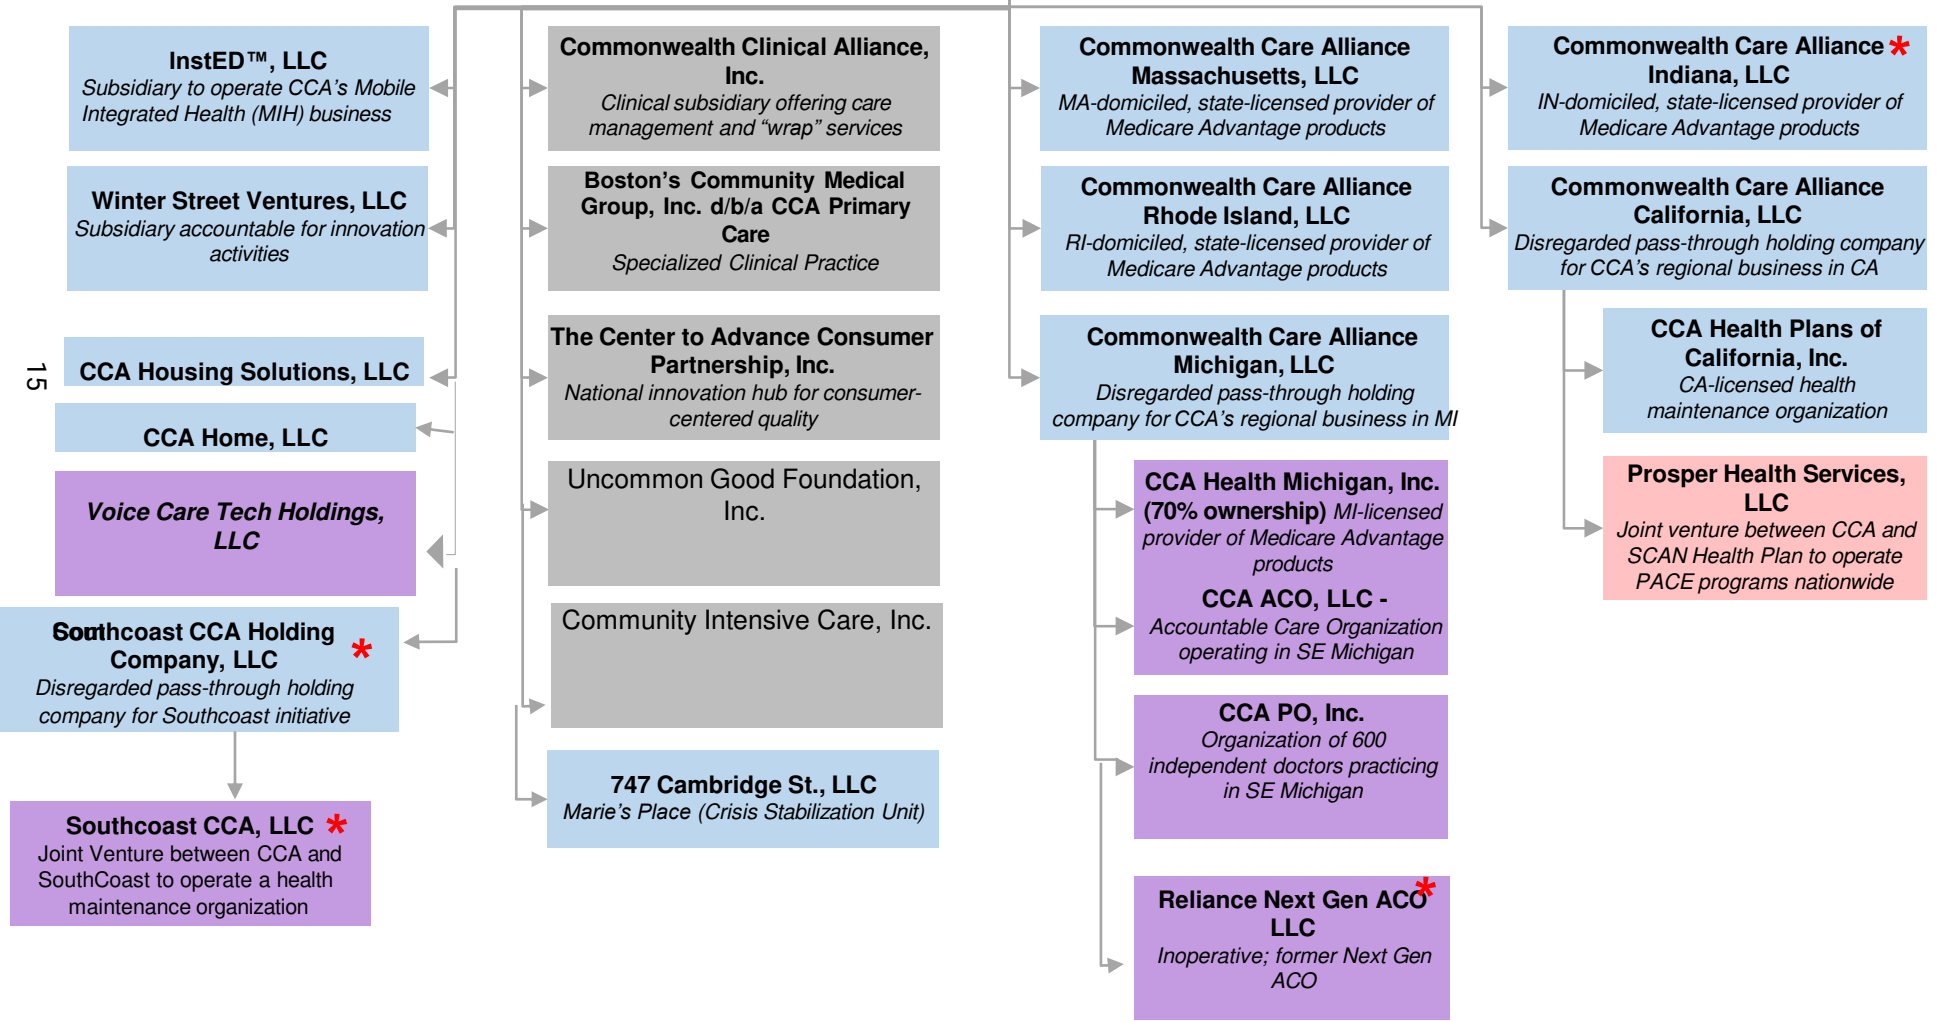 InstED™, LLC
Subsidiary to operate CCA's Mobile
Integrated Health (MIH) business
Winter Street Ventures, LLC
Subsidiary accountable for innovation
activities
CCA Housing Solutions, LLC
CCA Home, LLC
Voice Care Tech Holdings,
LLC
Southcoast CCA Holding
Company, LLC *
Disregarded pass-through holding
company for Southcoast initiative
Southcoast CCA, LLC *
Joint Venture between CCA and
SouthCoast to operate a health
maintenance organization
15
Commonwealth Clinical Alliance,
Inc.
Clinical subsidiary offering care
management and “wrap” services
Boston's Community Medical
Group, Inc. d/b/a CCA Primary
Care
Specialized Clinical Practice
The Center to Advance Consumer
Partnership, Inc.
National innovation hub for consumer-
centered quality
Uncommon Good Foundation,
Inc.
Community Intensive Care, Inc.
747 Cambridge St., LLC
Marie's Place (Crisis Stabilization Unit)
Commonwealth Care Alliance
Massachusetts, LLC
MA-domiciled, state-licensed provider of
Medicare Advantage products
Commonwealth Care Alliance
Rhode Island, LLC
RI-domiciled, state-licensed provider of
Medicare Advantage products
Commonwealth Care Alliance
Michigan, LLC
Disregarded pass-through holding
company for CCA's regional business in MI
CCA Health Michigan, Inc.
(70% ownership) MI-licensed
provider of Medicare Advantage
products
CCA ACO, LLC -
Accountable Care Organization
operating in SE Michigan
CCA PO, Inc.
Organization of 600
independent doctors practicing
in SE Michigan
Reliance Next Gen ACO *
LLC
Inoperative; former Next Gen
ACO
Commonwealth Care Alliance *
Indiana, LLC
IN-domiciled, state-licensed provider of
Medicare Advantage products
Commonwealth Care Alliance
California, LLC
Disregarded pass-through holding company
for CCA's regional business in CA
CCA Health Plans of
California, Inc.
CA-licensed health
maintenance organization
Prosper Health Services,
LLC
Joint venture between CCA and
SCAN Health Plan to operate
PACE programs nationwide